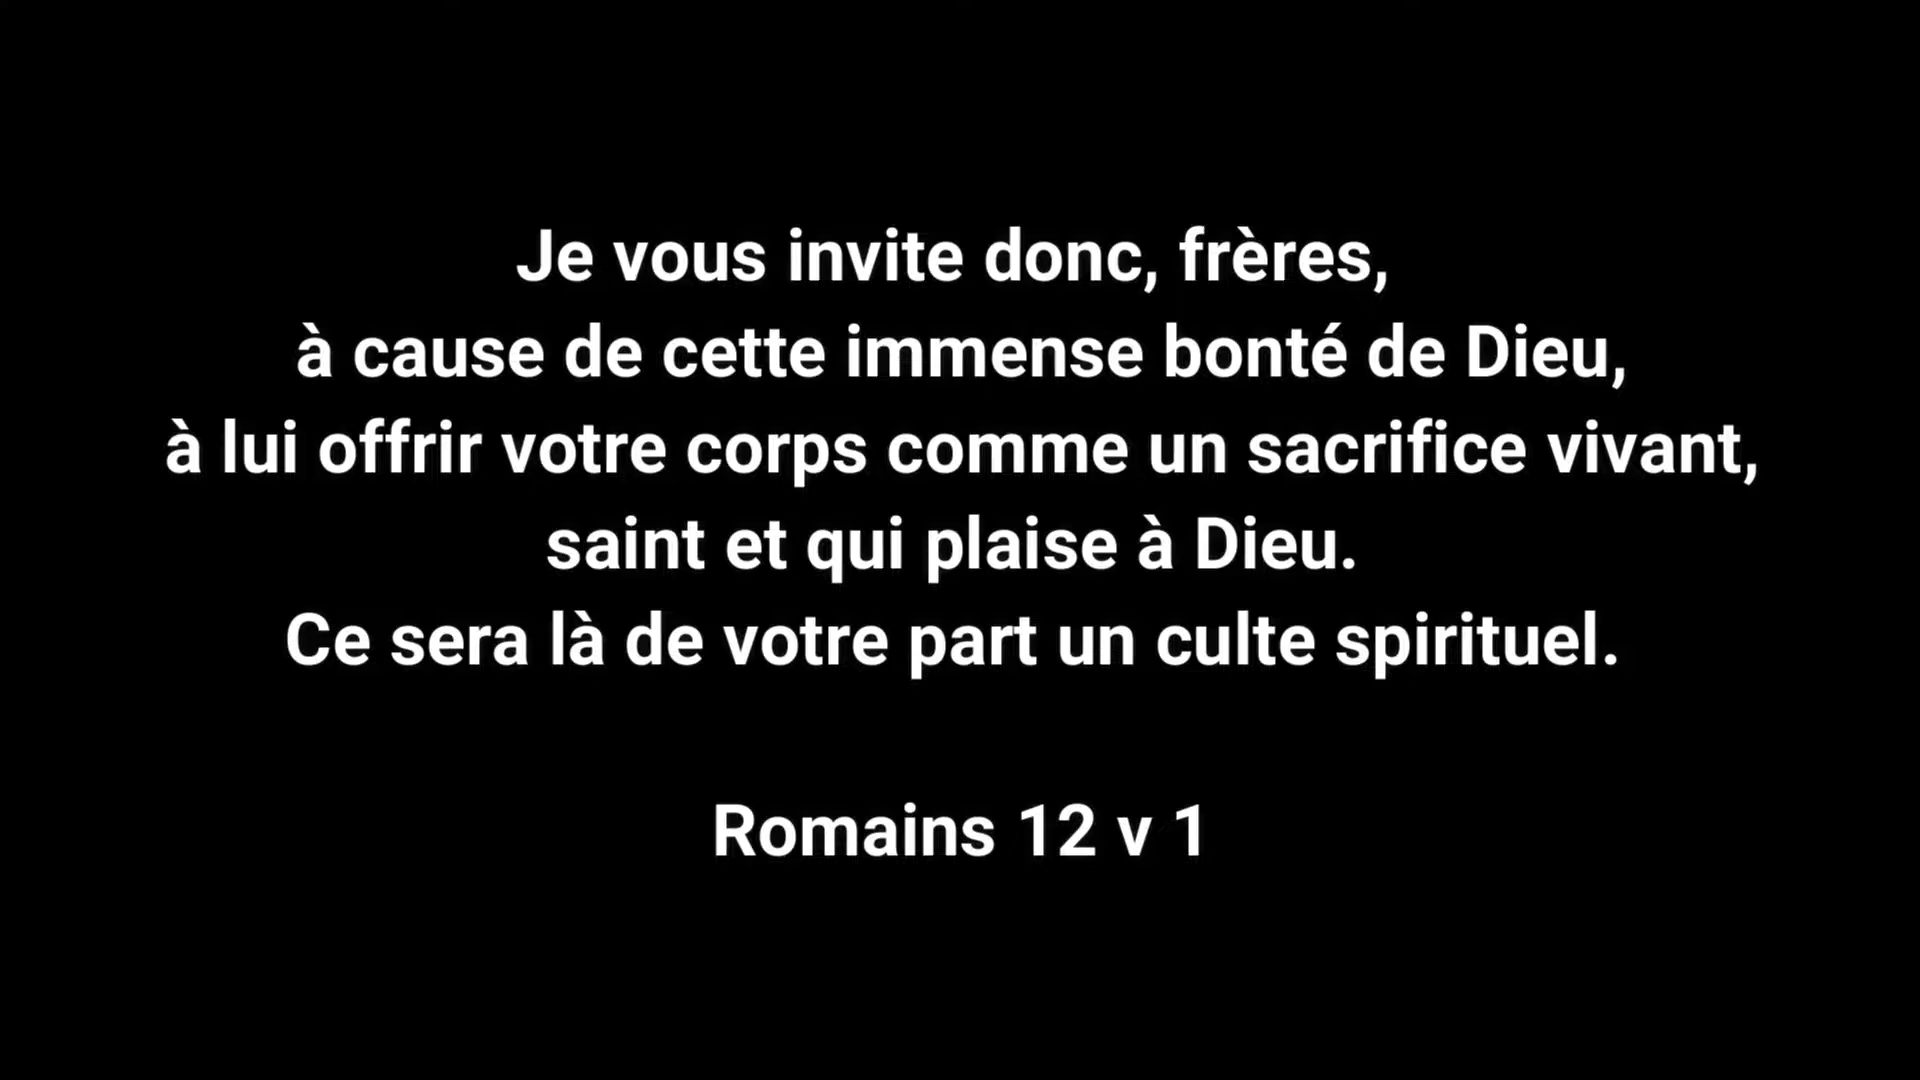 Je vous invite donc, frères,
à cause de cette immense bonté de Dieu,
à lui offrir votre corps comme un sacrifice vivant,
saint et qui plaise à Dieu.
Ce sera là de votre part un culte spirituel.
Romains 12 v 1